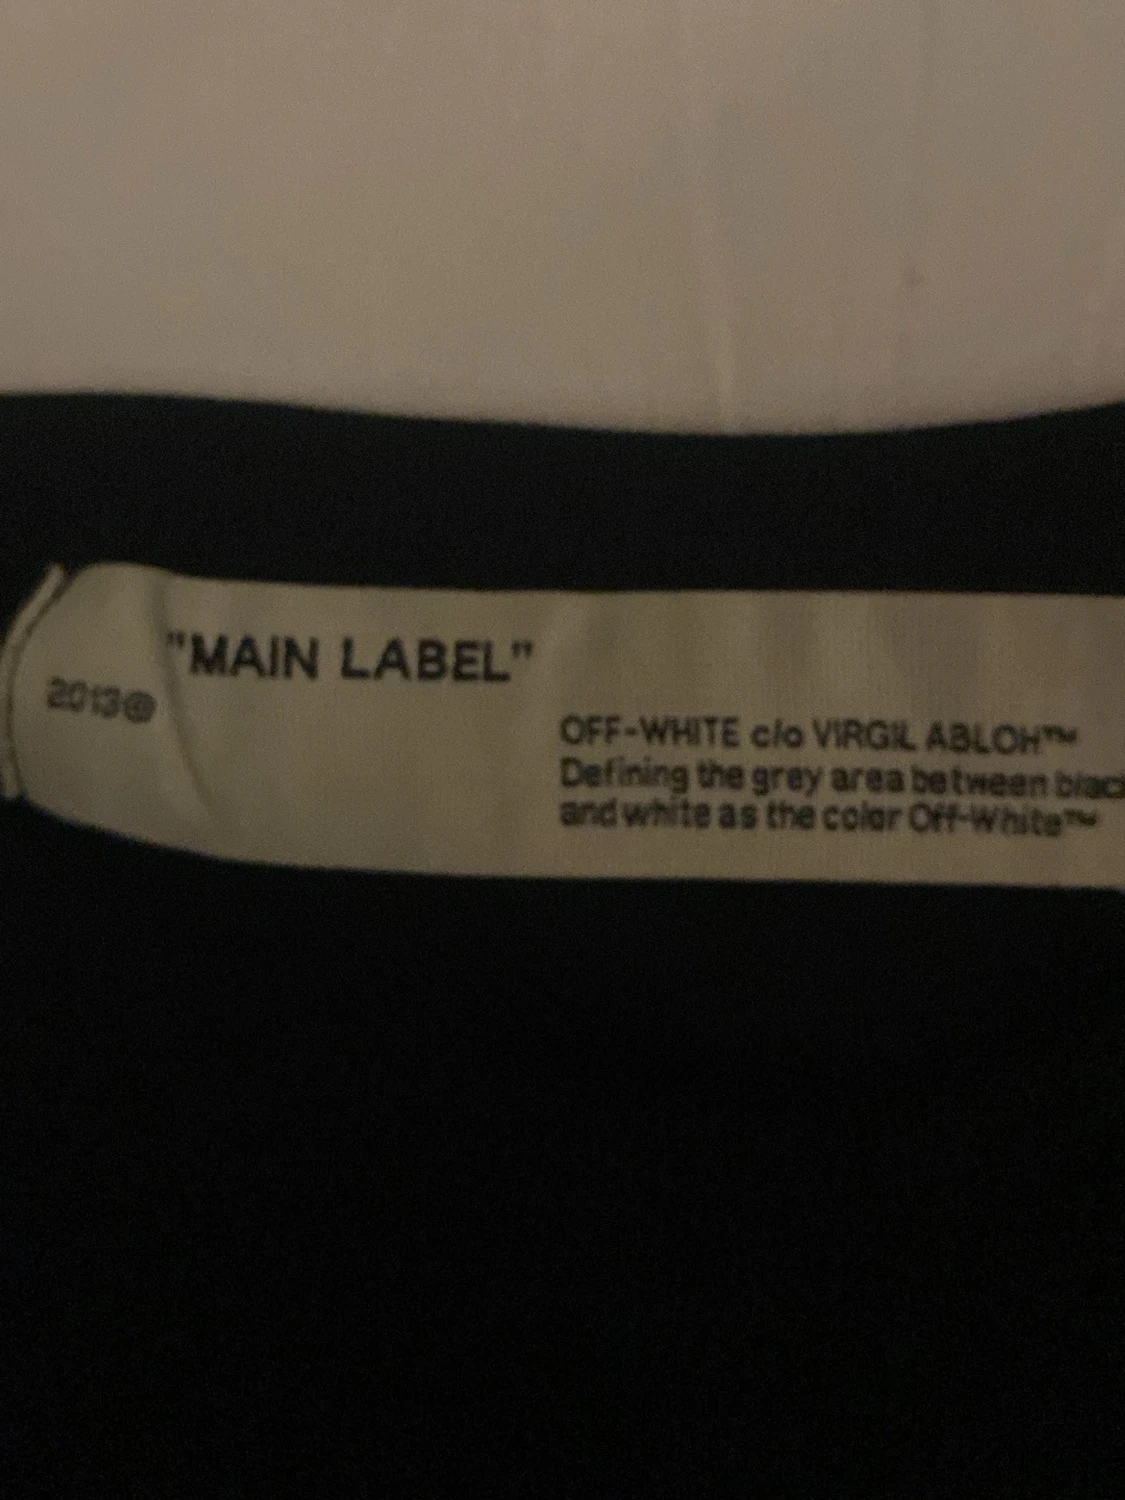 "MAIN LABEL"
2013®
OFF-WHITE c/o VIRGIL ABLOH™
Defining the grey area between blac
and white as the color Off-White™